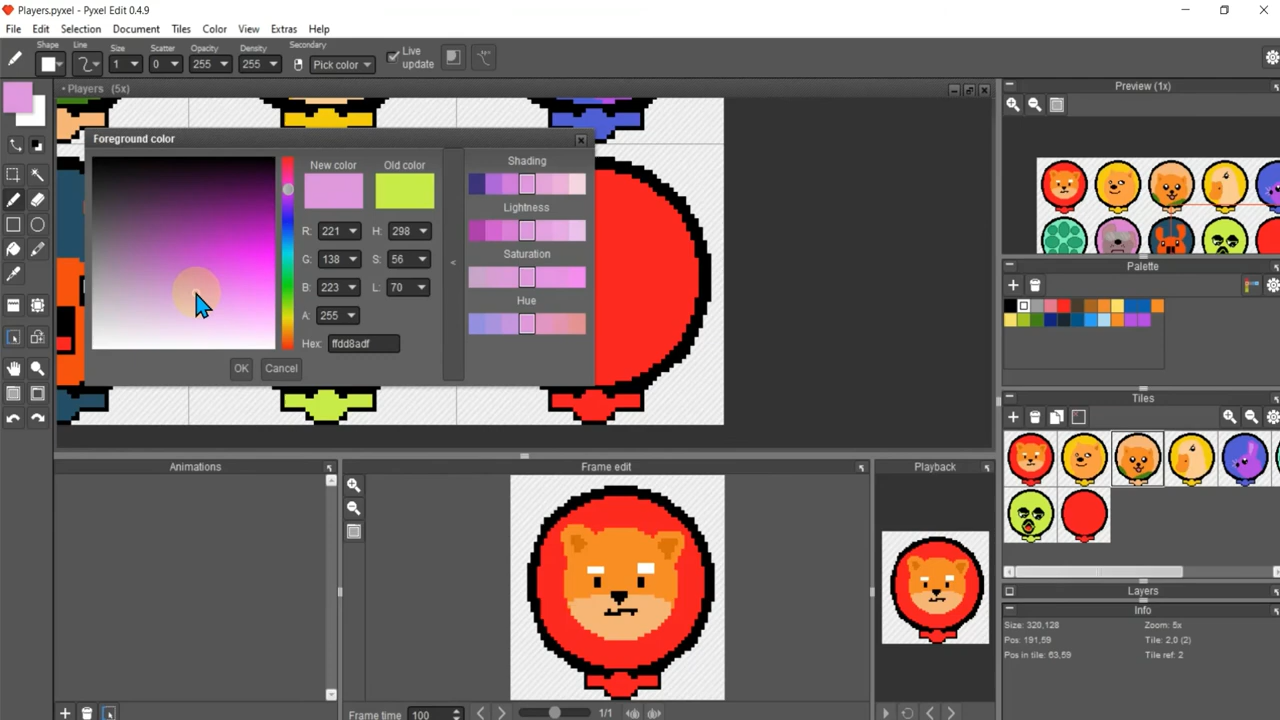 Players.pyxel - Pyxel Edit 0.4.9
File Edit Selection Document Tiles Color View Extras Help
Shape Line Size Scatter Opacity Density Secondary
1 0 255 255 Pick color Live update
• Players (5x)
Preview (1x)
Foreground color
New color Old color
R: 221 H: 298
G: 138 S: 56
B: 223 L: 70
A: 255
Hex: ffdd8adf
OK Cancel
<
Shading
Lightness
Saturation
Hue
Palette
Tiles
Animations
Frame edit
Playback
Layers
Info
Size: 320,128 Zoom: 5x
Pos: 191,59 Tile: 2,0 (2)
Pos in tile: 63,59 Tile ref: 2
Frame time 100 1/1